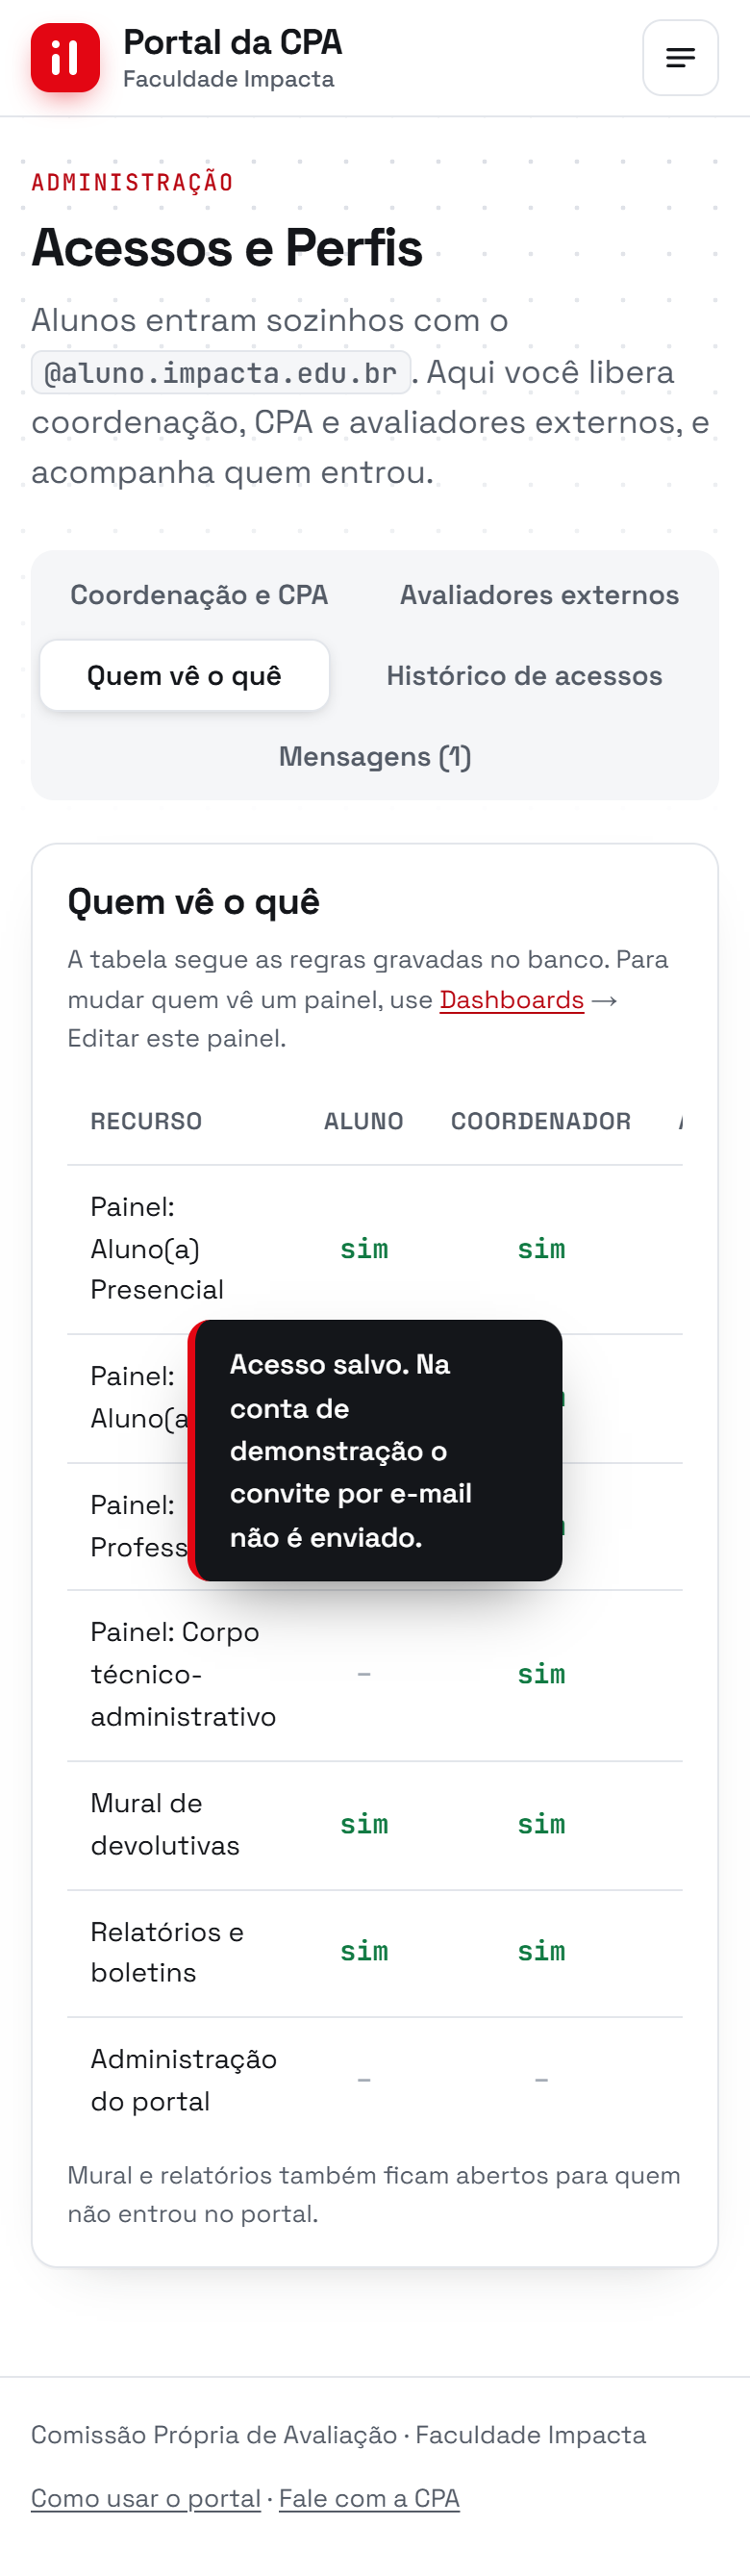 Portal da CPA
Faculdade Impacta
ADMINISTRAÇÃO
Acessos e Perfis
Alunos entram sozinhos com o
@aluno.impacta.edu.br. Aqui você libera
coordenação, CPA e avaliadores externos, e
acompanha quem entrou.
Coordenação e CPA
Avaliadores externos
Quem vê o quê
Histórico de acessos
Mensagens (1)
Quem vê o quê
A tabela segue as regras gravadas no banco. Para
mudar quem vê um painel, use Dashboards →
Editar este painel.
RECURSO ALUNO COORDENADOR
Painel:
Aluno(a)
Presencial
sim sim
Painel:
Painel:
Acesso salvo. Na
conta de
demonstração o
convite por e-mail
não é enviado.
Painel: Corpo
técnico-
administrativo
– sim
Mural de
devolutivas
sim sim
Relatórios e
boletins
sim sim
Administração
do portal
– –
Mural e relatórios também ficam abertos para quem
não entrou no portal.
Comissão Própria de Avaliação · Faculdade Impacta
Como usar o portal · Fale com a CPA